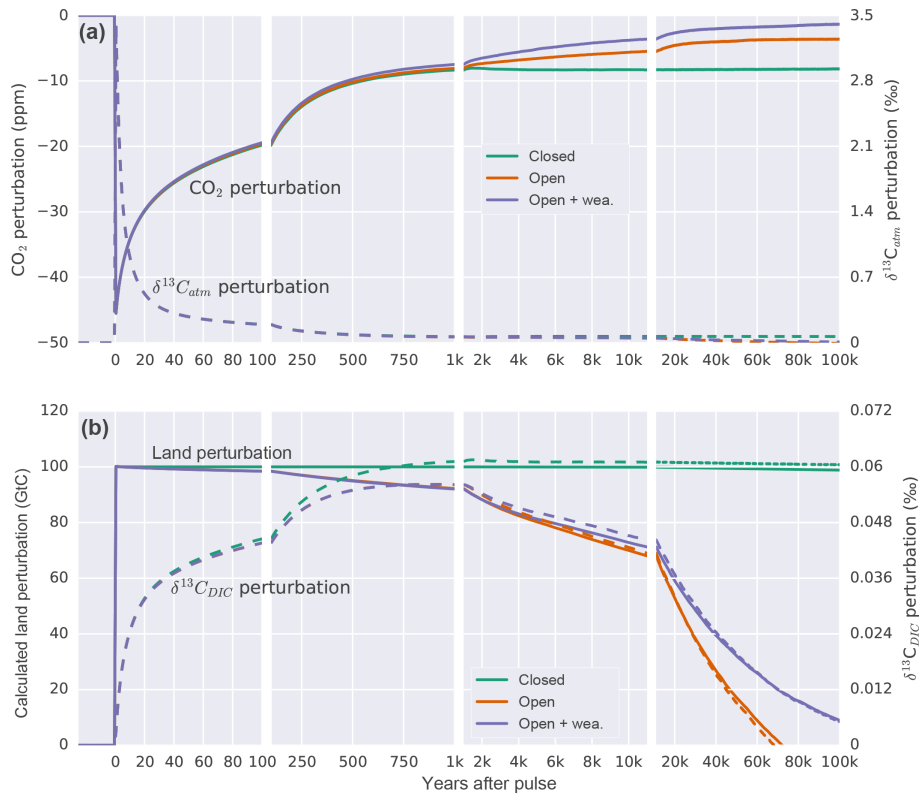 (a)
0
−10
−20
−30
−40
−50
CO₂ perturbation (ppm)
3.5
2.8
2.1
1.4
0.7
0
δ¹³C_atm perturbation (‰)
Closed
Open
Open + wea.
CO₂ perturbation
δ¹³C_atm perturbation
0 20 40 60 80 100 250 500 750 1k 2k 4k 6k 8k 10k 20k 40k 60k 80k 100k
(b)
120
100
80
60
40
20
0
Calculated land perturbation (GtC)
0.072
0.06
0.048
0.036
0.024
0.012
0
δ¹³C_DIC perturbation (‰)
Land perturbation
δ¹³C_DIC perturbation
Closed
Open
Open + wea.
0 20 40 60 80 100 250 500 750 1k 2k 4k 6k 8k 10k 20k 40k 60k 80k 100k
Years after pulse